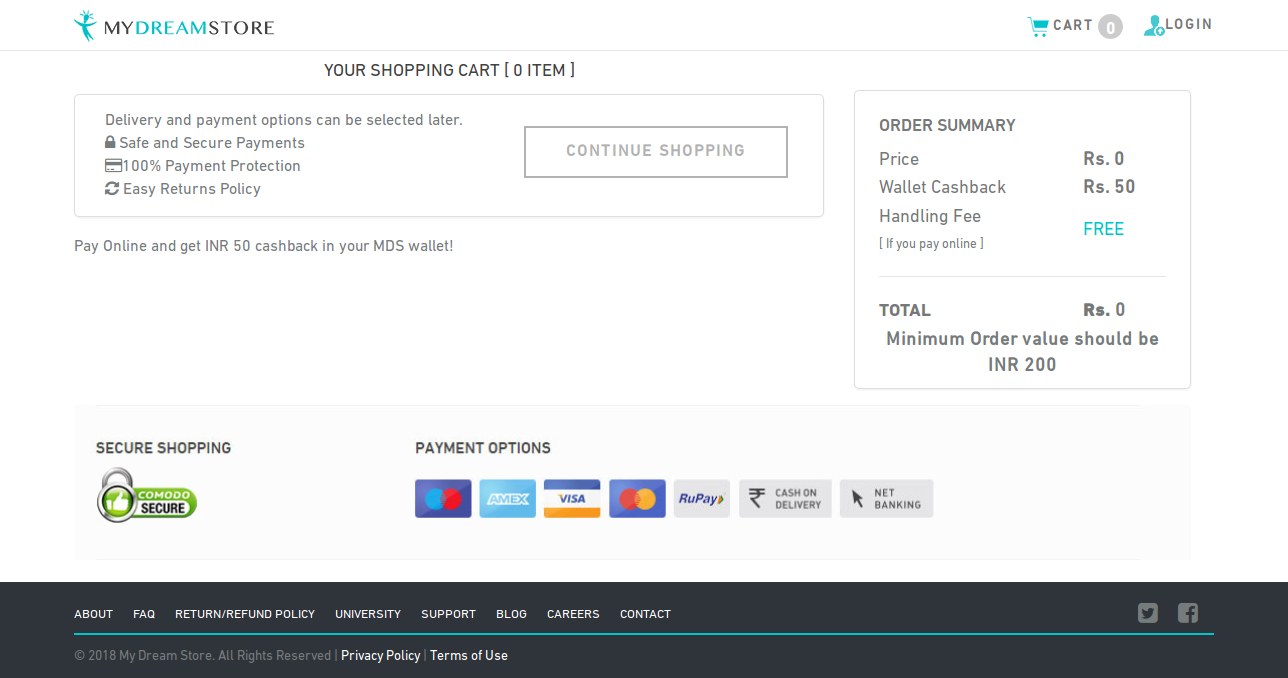 MYDREAMSTORE
CART 0
LOGIN
YOUR SHOPPING CART [ 0 ITEM ]
Delivery and payment options can be selected later.
Safe and Secure Payments
100% Payment Protection
Easy Returns Policy
CONTINUE SHOPPING
Pay Online and get INR 50 cashback in your MDS wallet!
ORDER SUMMARY
Price Rs. 0
Wallet Cashback Rs. 50
Handling Fee
[ If you pay online ]
FREE
TOTAL Rs. 0
Minimum Order value should be
INR 200
SECURE SHOPPING
COMODO
SECURE
PAYMENT OPTIONS
AMEX
VISA
RuPay
CASH ON
DELIVERY
NET
BANKING
ABOUT FAQ RETURN/REFUND POLICY UNIVERSITY SUPPORT BLOG CAREERS CONTACT
© 2018 My Dream Store. All Rights Reserved | Privacy Policy | Terms of Use